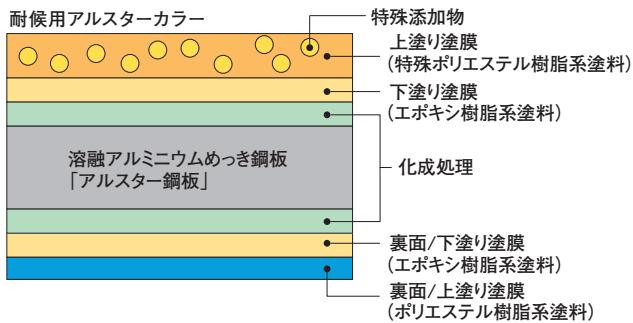 耐候用アルスターカラー
特殊添加物
上塗り塗膜
(特殊ポリエステル樹脂系塗料)
下塗り塗膜
(エポキシ樹脂系塗料)
溶融アルミニウムめっき鋼板
「アルスター鋼板」
化成処理
裏面/下塗り塗膜
(エポキシ樹脂系塗料)
裏面/上塗り塗膜
(ポリエステル樹脂系塗料)